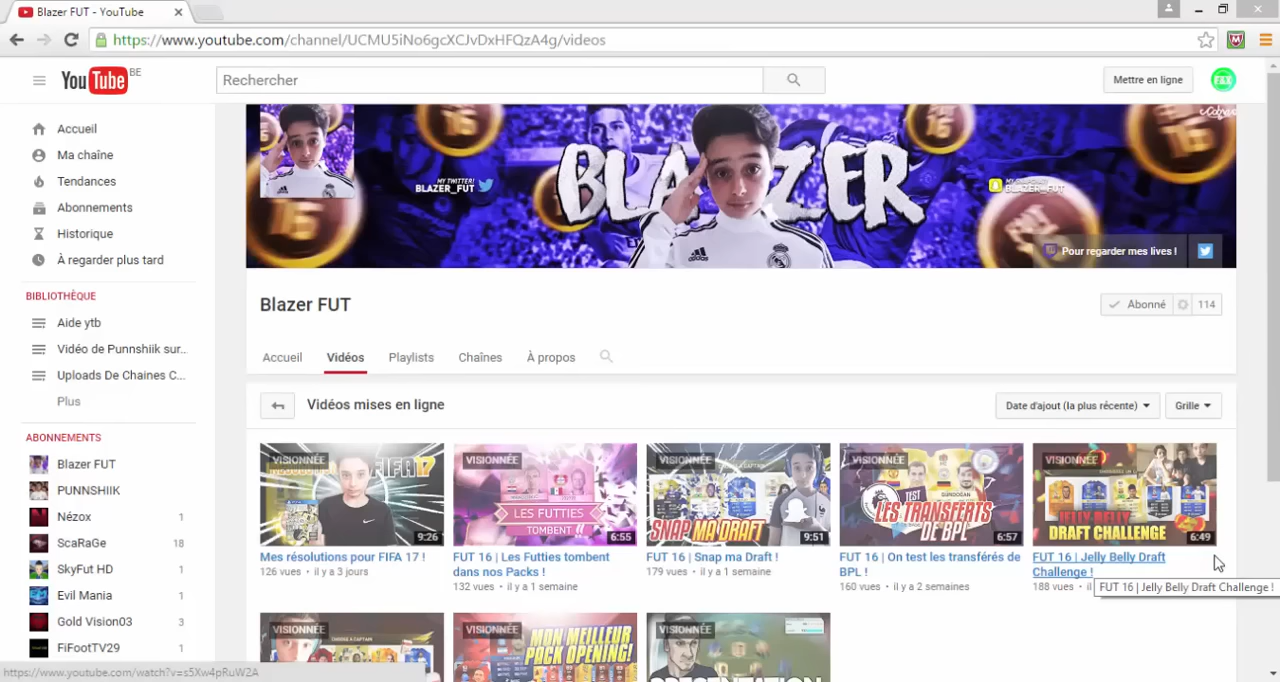 Blazer FUT - YouTube
https://www.youtube.com/channel/UCMU5iNo6gcXCJvDxHFQzA4g/videos
YouTube BE
Rechercher
Mettre en ligne
Accueil
Ma chaîne
Tendances
Abonnements
Historique
À regarder plus tard
BIBLIOTHÈQUE
Aide ytb
Vidéo de Punnshiik sur...
Uploads De Chaines C...
Plus
ABONNEMENTS
Blazer FUT
PUNNSHIIK
Nézox 1
ScaRaGe 18
SkyFut HD 1
Evil Mania 1
Gold Vision03 3
FiFootTV29 1
MY TWITTER!
BLAZER_FUT
BLAZER
BLAZER_FUT
Pour regarder mes lives !
Blazer FUT
Abonné 114
Accueil Vidéos Playlists Chaînes À propos
Vidéos mises en ligne
Date d'ajout (la plus récente) Grille
VISIONNÉE
FIFA 17
9:26
Mes résolutions pour FIFA 17 !
126 vues • il y a 3 jours
VISIONNÉE
LES FUTTIES
TOMBENT !!
6:55
FUT 16 | Les Futties tombent
dans nos Packs !
132 vues • il y a 1 semaine
VISIONNÉE
SNAP MA DRAFT
9:51
FUT 16 | Snap ma Draft !
179 vues • il y a 1 semaine
VISIONNÉE
TEST
LES TRANSFERTS
DE BPL
6:57
FUT 16 | On test les transférés de
BPL !
160 vues • il y a 2 semaines
VISIONNÉE
JELLY BELLY
DRAFT CHALLENGE
6:49
FUT 16 | Jelly Belly Draft
Challenge !
188 vues • il
FUT 16 | Jelly Belly Draft Challenge !
VISIONNÉE
VISIONNÉE
MON MEILLEUR
PACK OPENING!
VISIONNÉE
https://www.youtube.com/watch?v=s5Xw4pRuW2A